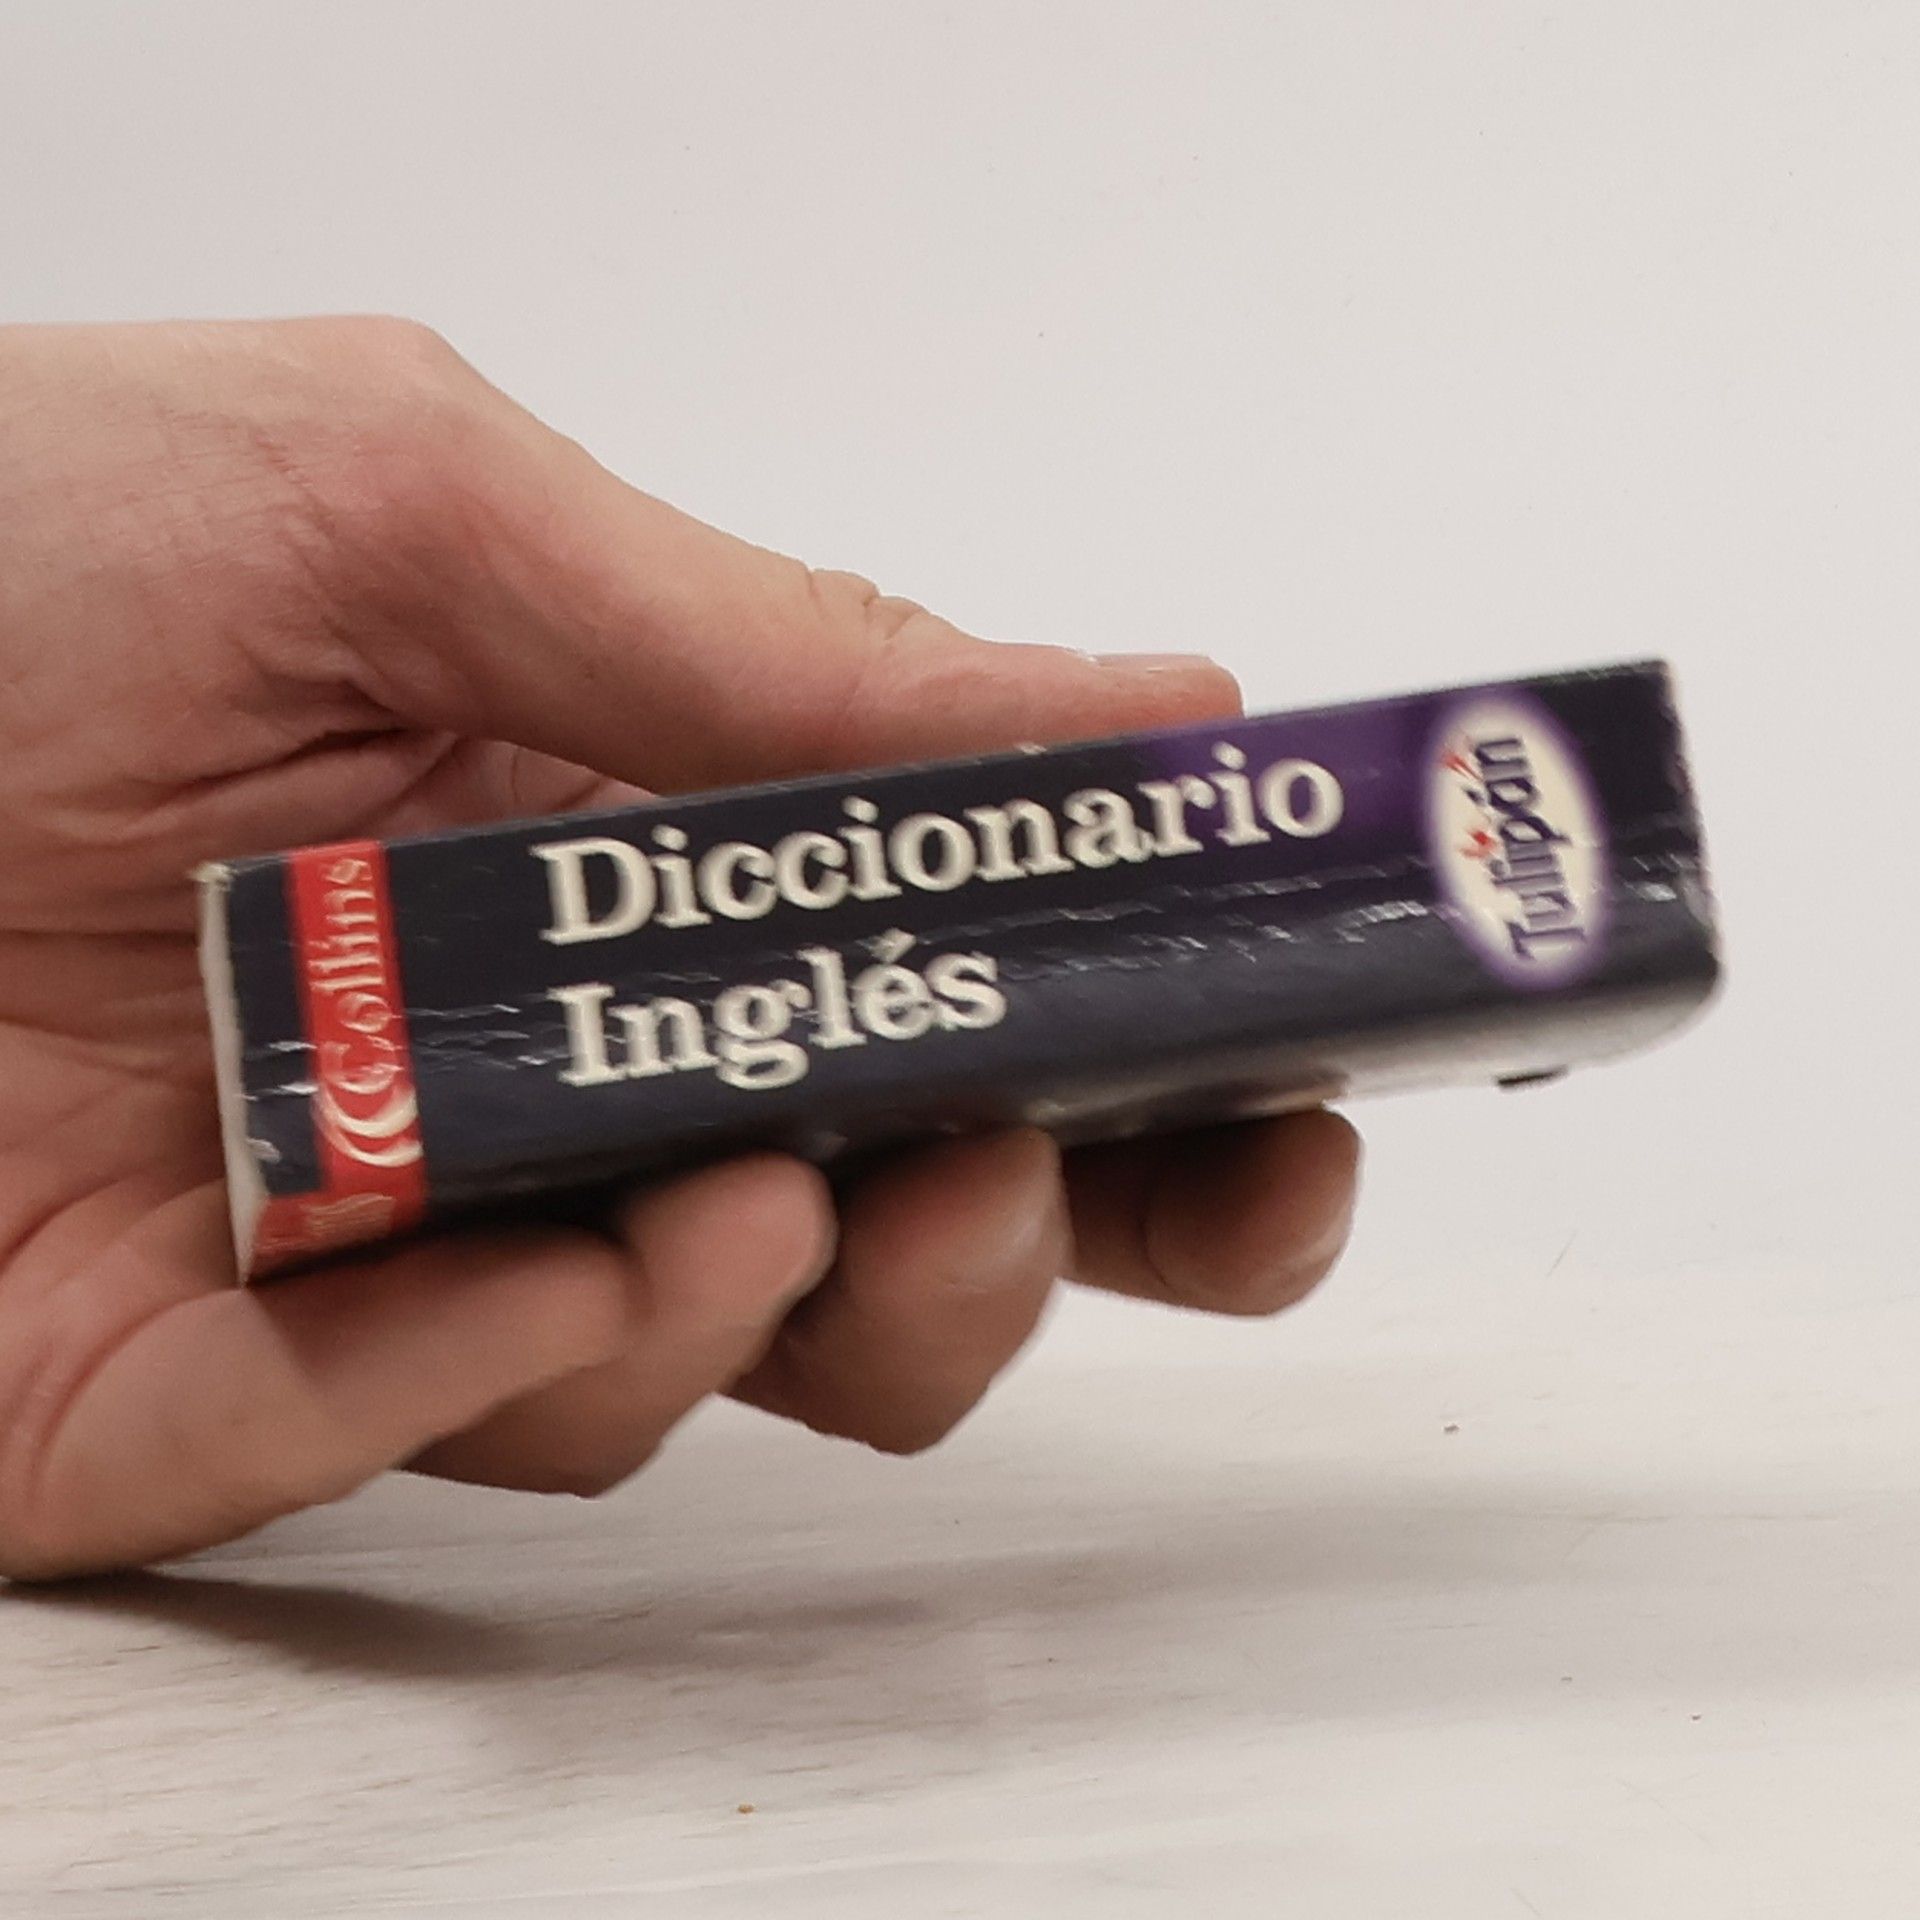 Collins
Diccionario
Inglés
Tulipán